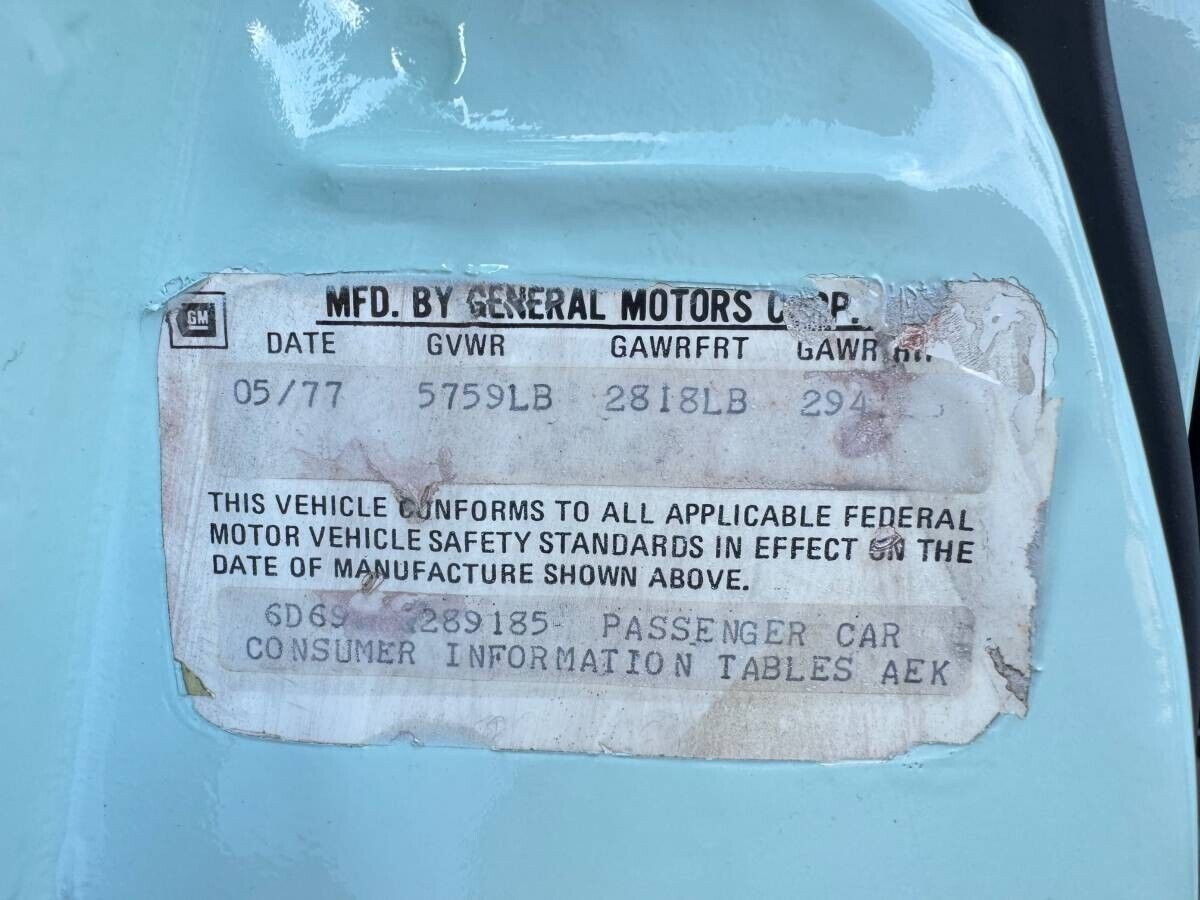 GM
MFD. BY GENERAL MOTORS
DATE GVWR GAWRFRT
05/77 5759LB 2818LB
THIS VEHICLE CONFORMS TO ALL APPLICABLE FEDERAL
MOTOR VEHICLE SAFETY STANDARDS IN EFFECT ON THE
DATE OF MANUFACTURE SHOWN ABOVE.
PASSENGER CAR
CONSUMER INFORMATION TABLES AEK